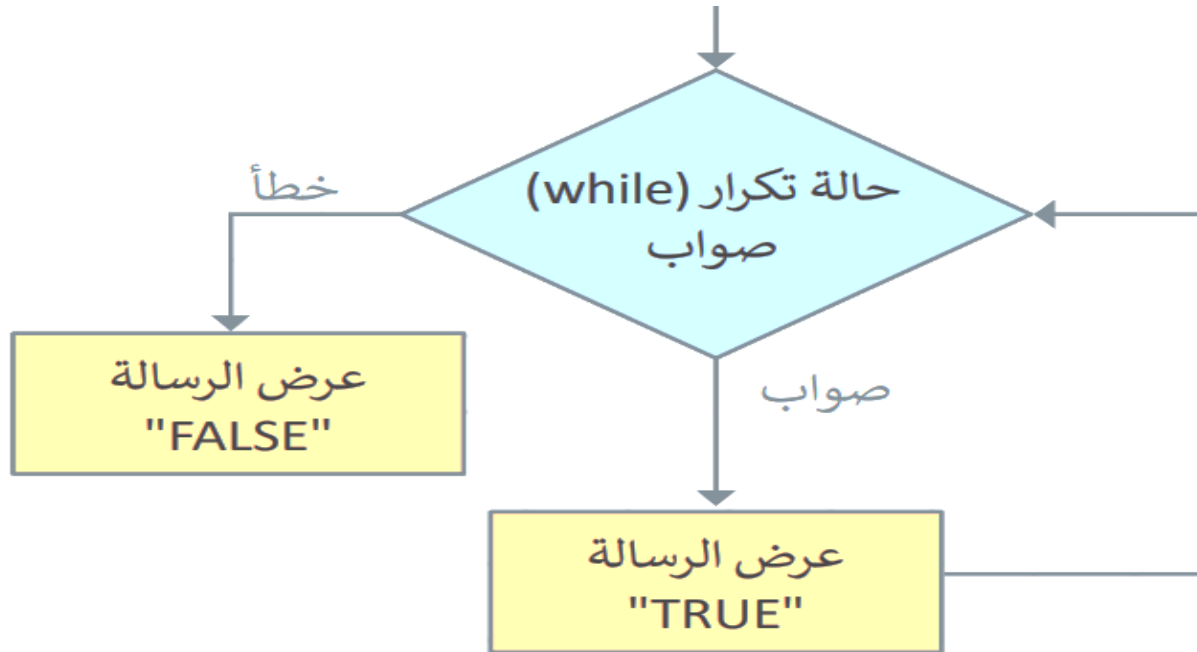 حالة تكرار (while)
صواب
خطأ
عرض الرسالة
"FALSE"
صواب
عرض الرسالة
"TRUE"